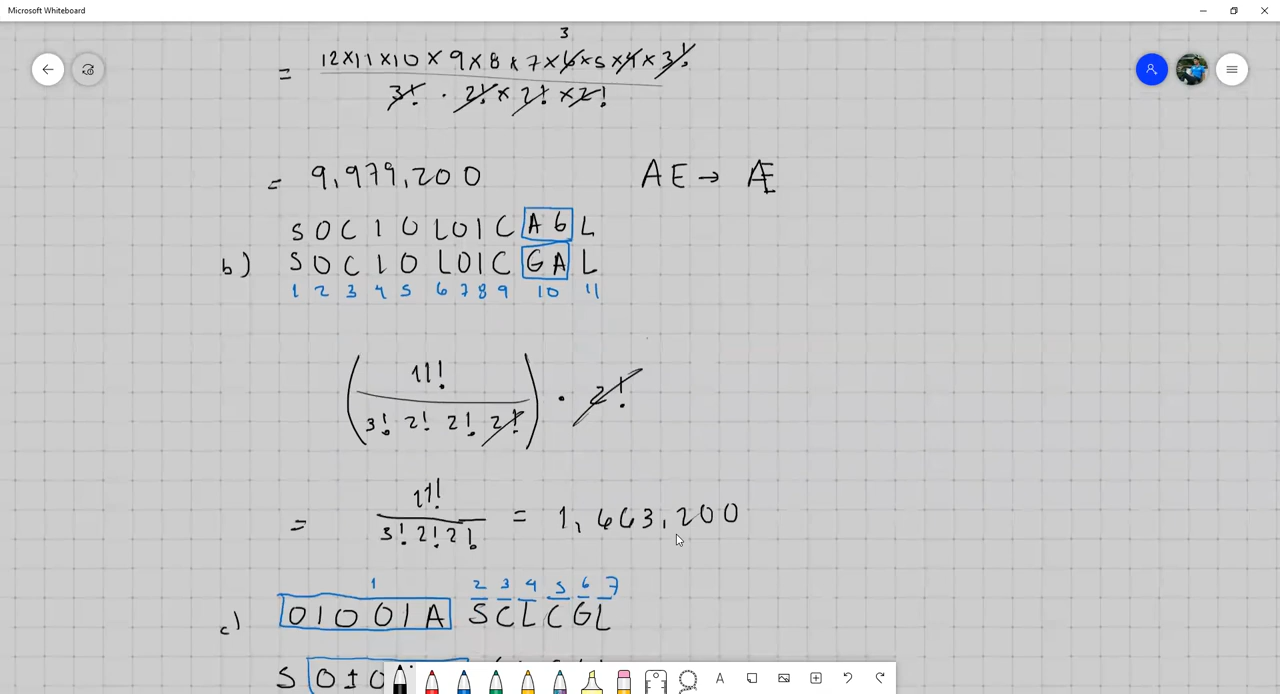 Microsoft Whiteboard
3
12×11×10×9×8×7×6×5×4×3!
=
3! · 2!×2!×2!
= 9,979,200 AE → Æ
SOCIOLOICAGL
b) SOCIOLOICGAL
1 2 3 4 5 6 7 8 9 10 11
(11! / 3! 2! 2! 2!) · 2!
= 11! / 3! 2! 2! = 1,663,200
1 2 3 4 5 6 7
c) OIOOIA SCLCGL
S OIO